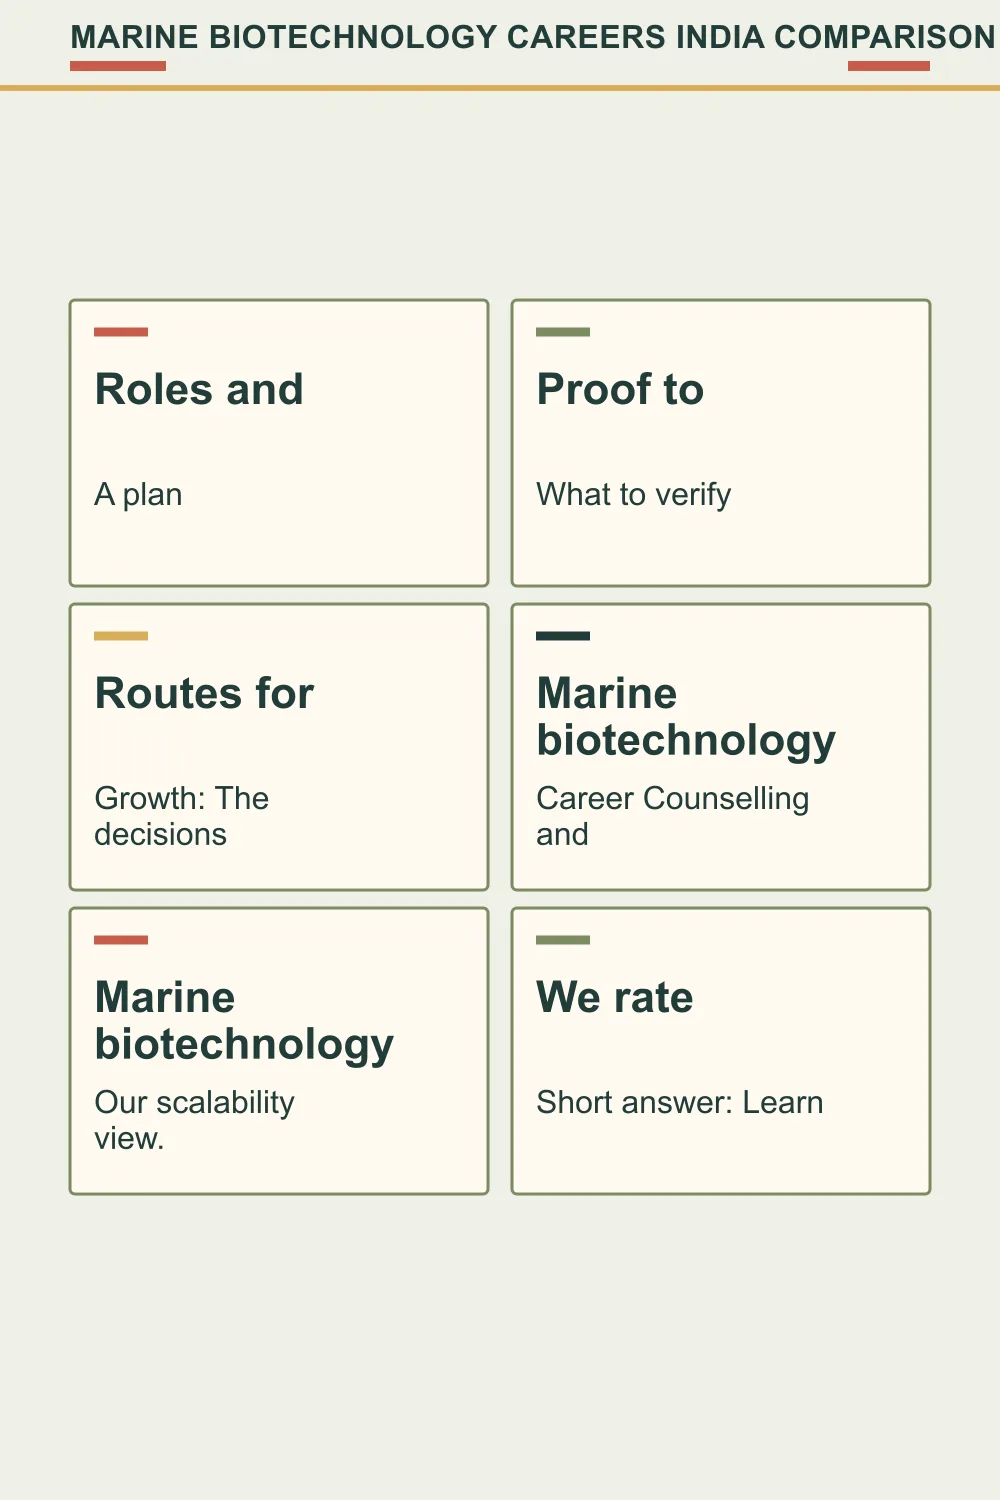 MARINE BIOTECHNOLOGY CAREERS INDIA COMPARISON
Roles and
A plan
Proof to
What to verify
Routes for
Growth: The
decisions
Marine
biotechnology
Career Counselling
and
Marine
biotechnology
Our scalability
view.
We rate
Short answer: Learn